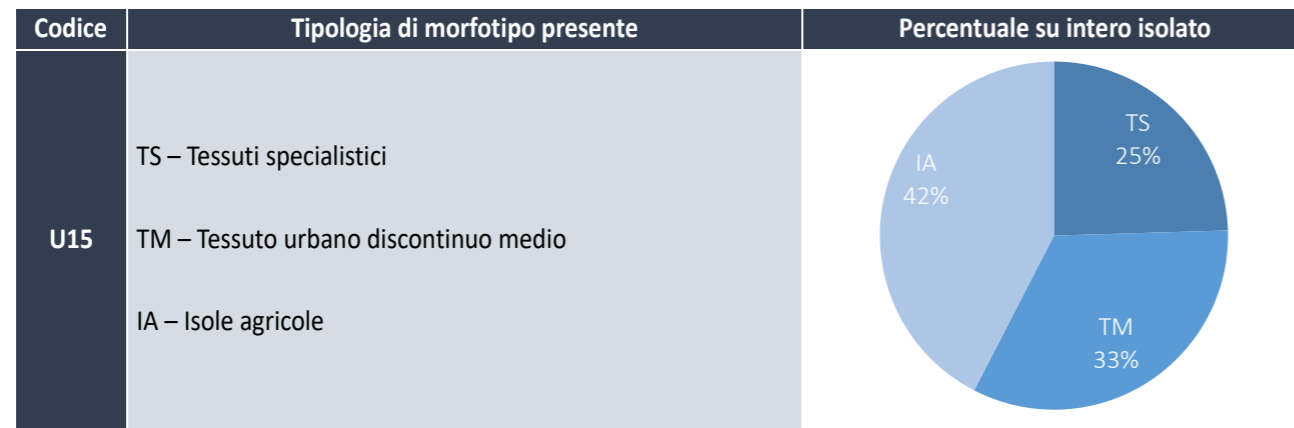 Codice Tipologia di morfotipo presente Percentuale su intero isolato
U15
TS – Tessuti specialistici
TM – Tessuto urbano discontinuo medio
IA – Isole agricole
TS
25%
IA
42%
TM
33%